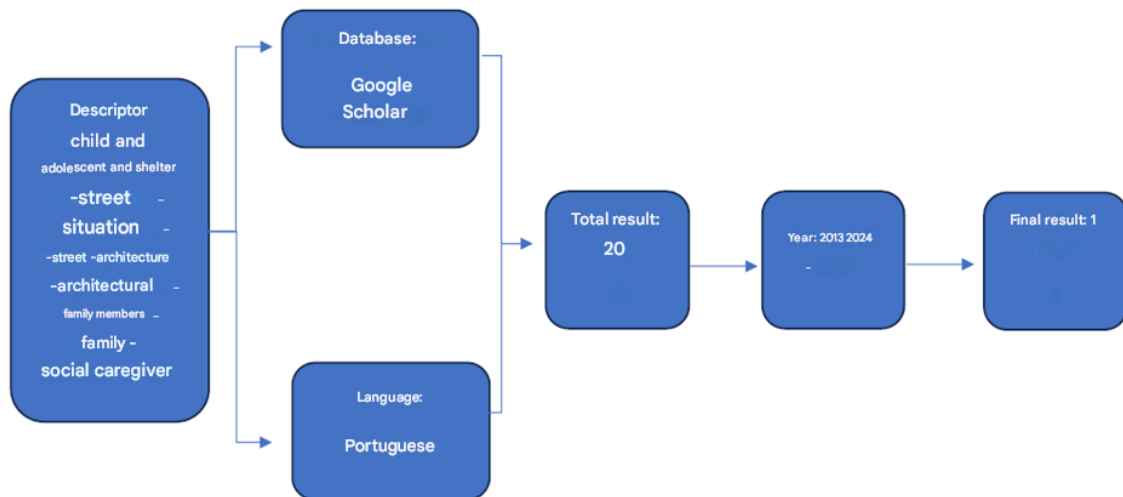 Descriptor
child and
adolescent and shelter
-street –
situation –
-street -architecture
-architectural –
family members –
family -
social caregiver
Database:
Google
Scholar
Language:
Portuguese
Total result:
20
Year: 2013 2024
-
Final result: 1